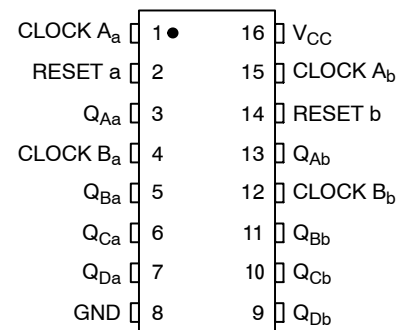 CLOCK Aa 1 16 VCC
RESET a 2 15 CLOCK Ab
QAa 3 14 RESET b
CLOCK Ba 4 13 QAb
QBa 5 12 CLOCK Bb
QCa 6 11 QBb
QDa 7 10 QCb
GND 8 9 QDb